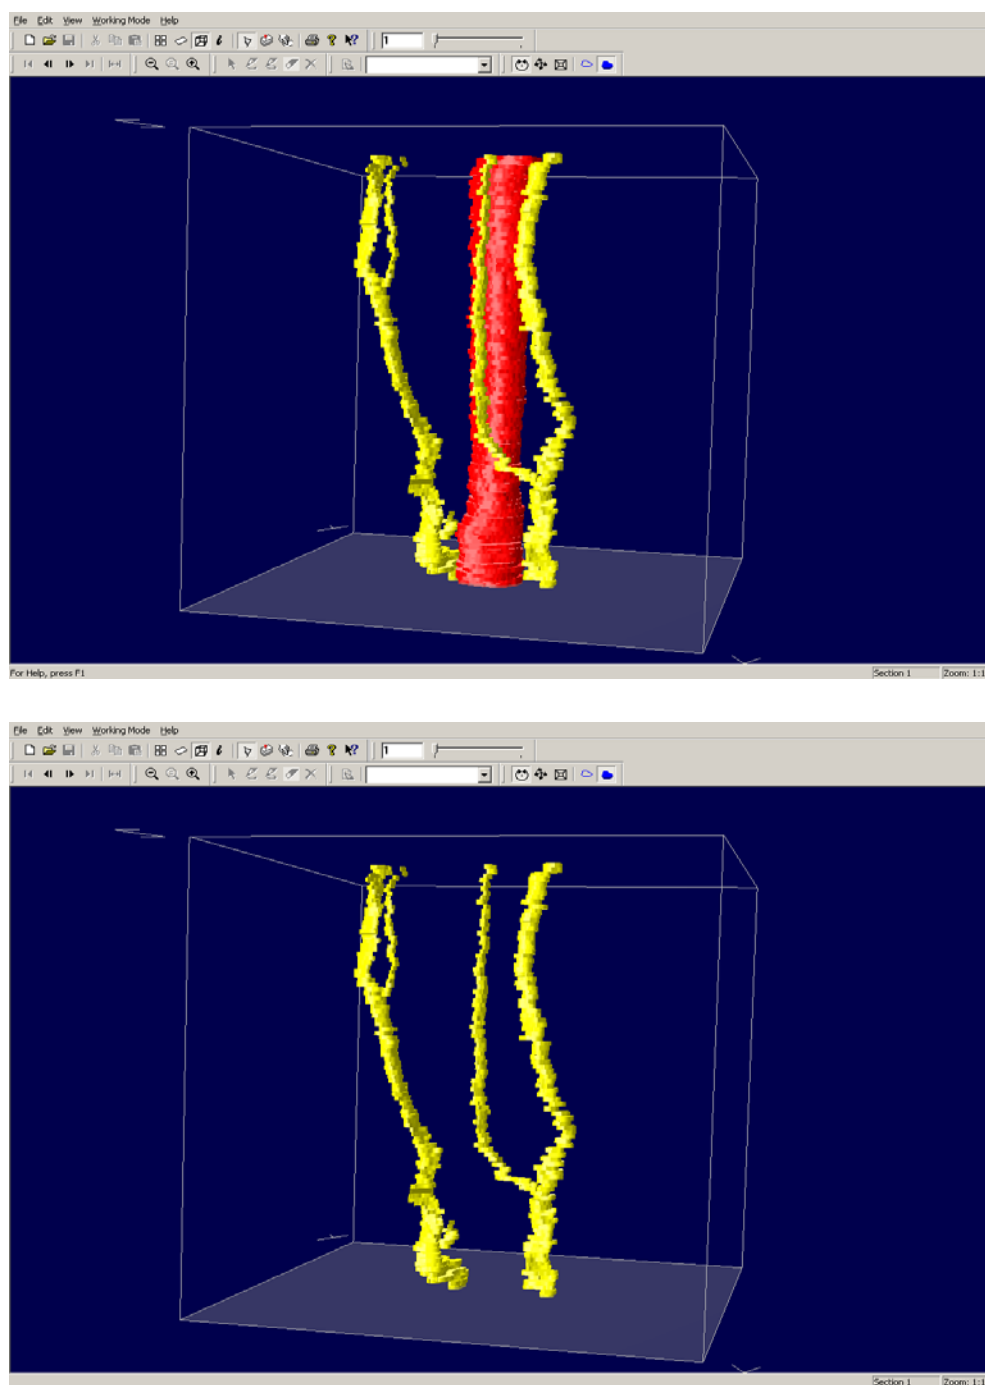 File Edit View Working Mode Help
1
For Help, press F1 Section 1 Zoom: 1:1
File Edit View Working Mode Help
1
Section 1 Zoom: 1:1